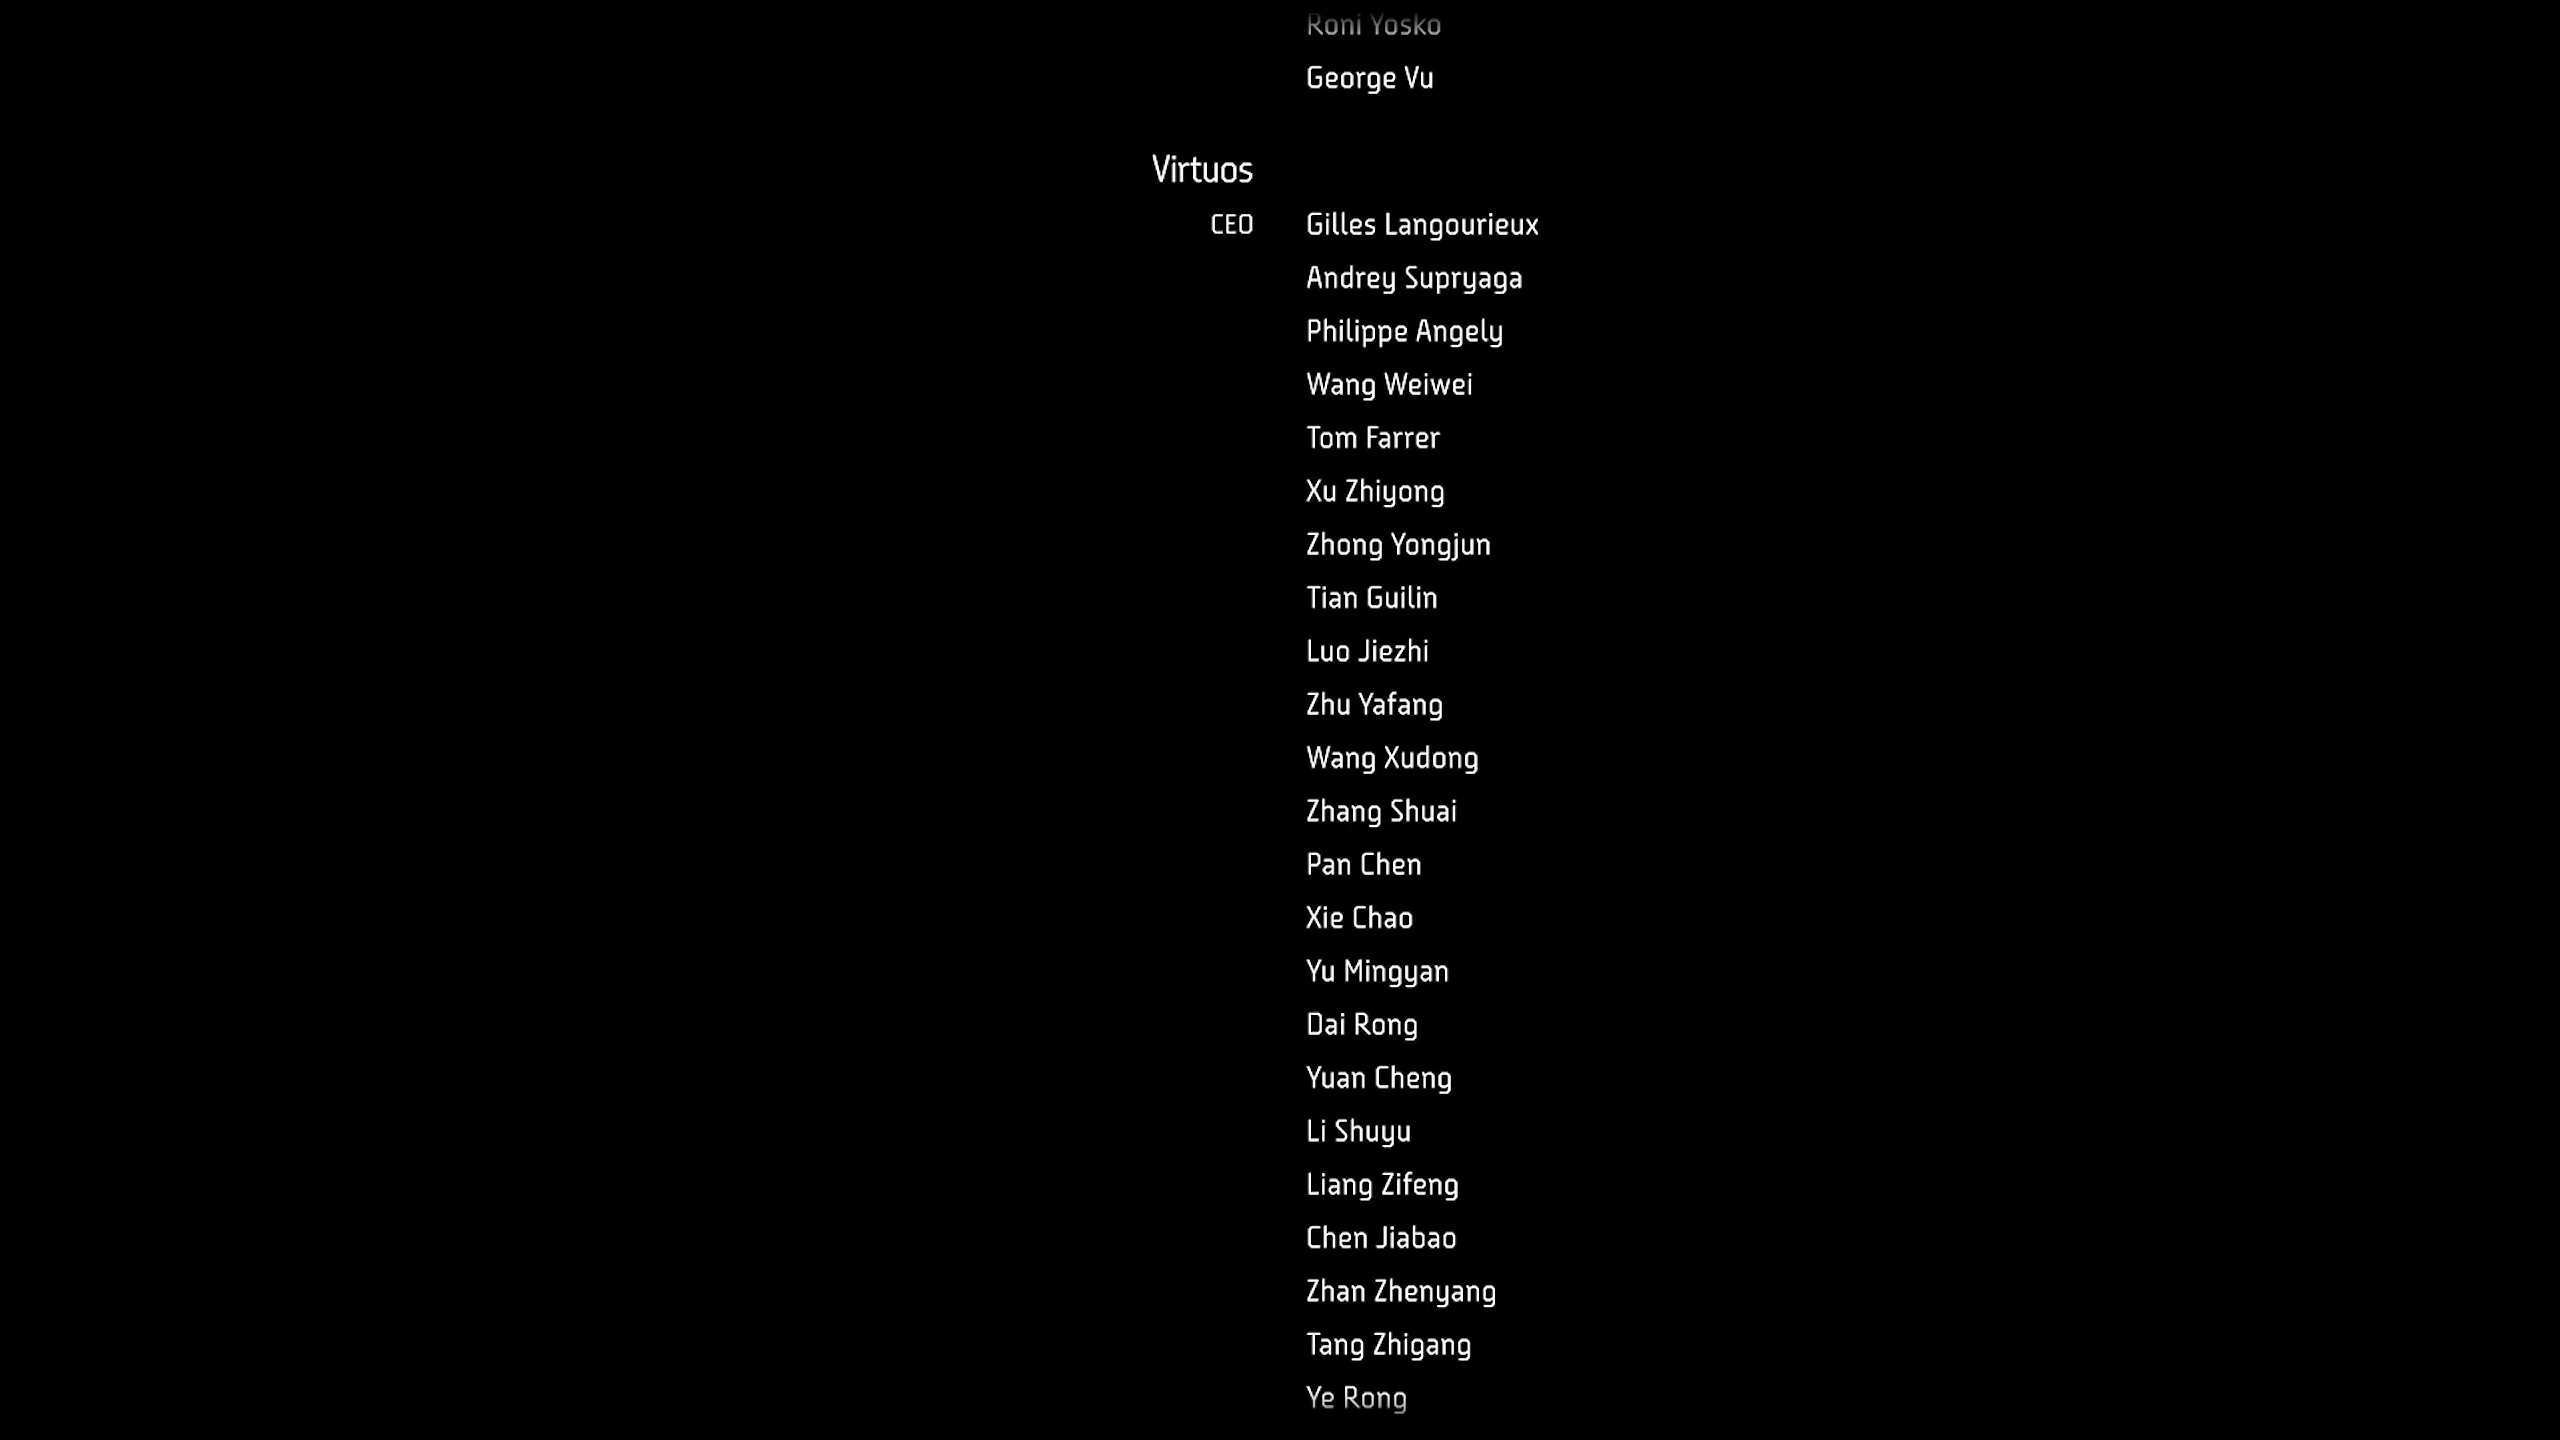 Roni Yosko
George Vu
Virtuos
CEO Gilles Langourieux
Andrey Supryaga
Philippe Angely
Wang Weiwei
Tom Farrer
Xu Zhiyong
Zhong Yongjun
Tian Guilin
Luo Jiezhi
Zhu Yafang
Wang Xudong
Zhang Shuai
Pan Chen
Xie Chao
Yu Mingyan
Dai Rong
Yuan Cheng
Li Shuyu
Liang Zifeng
Chen Jiabao
Zhan Zhenyang
Tang Zhigang
Ye Rong